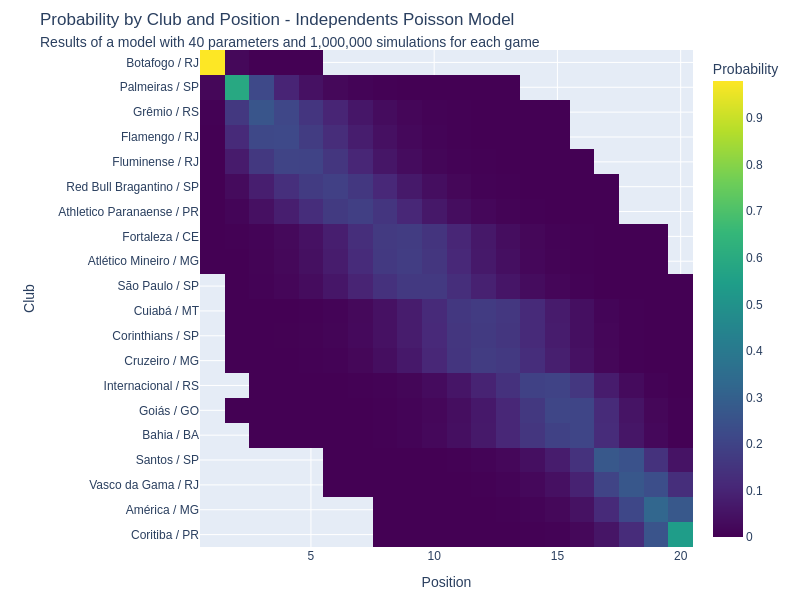 Probability by Club and Position - Independents Poisson Model
Results of a model with 40 parameters and 1,000,000 simulations for each game
Probability
Botafogo / RJ
Palmeiras / SP
Grêmio / RS
Flamengo / RJ
Fluminense / RJ
Red Bull Bragantino / SP
Athletico Paranaense / PR
Fortaleza / CE
Atlético Mineiro / MG
São Paulo / SP
Cuiabá / MT
Corinthians / SP
Cruzeiro / MG
Internacional / RS
Goiás / GO
Bahia / BA
Santos / SP
Vasco da Gama / RJ
América / MG
Coritiba / PR
Club
5
10
15
20
Position
0.9
0.8
0.7
0.6
0.5
0.4
0.3
0.2
0.1
0